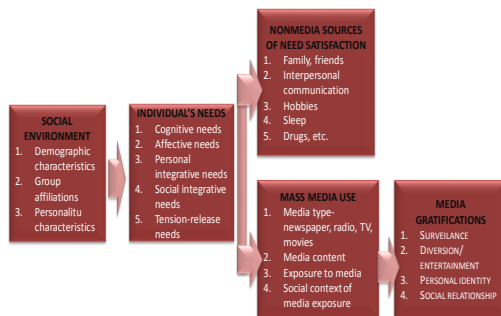 SOCIAL
ENVIRONMENT
1. Demographic
characteristics
2. Group
affiliations
3. Personalitu
characteristics
INDIVIDUAL'S NEEDS
1. Cognitive needs
2. Affective needs
3. Personal
integrative needs
4. Social integrative
needs
5. Tension-release
needs
NONMEDIA SOURCES
OF NEED SATISFACTION
1. Family, friends
2. Interpersonal
communication
3. Hobbies
4. Sleep
5. Drugs, etc.
MASS MEDIA USE
1. Media type-
newspaper, radio, TV,
movies
2. Media content
3. Exposure to media
4. Social context of
media exposure
MEDIA
GRATIFICATIONS
1. SURVEILANCE
2. DIVERSION/
ENTERTAINMENT
3. PERSONAL IDENTITY
4. SOCIAL RELATIONSHIP